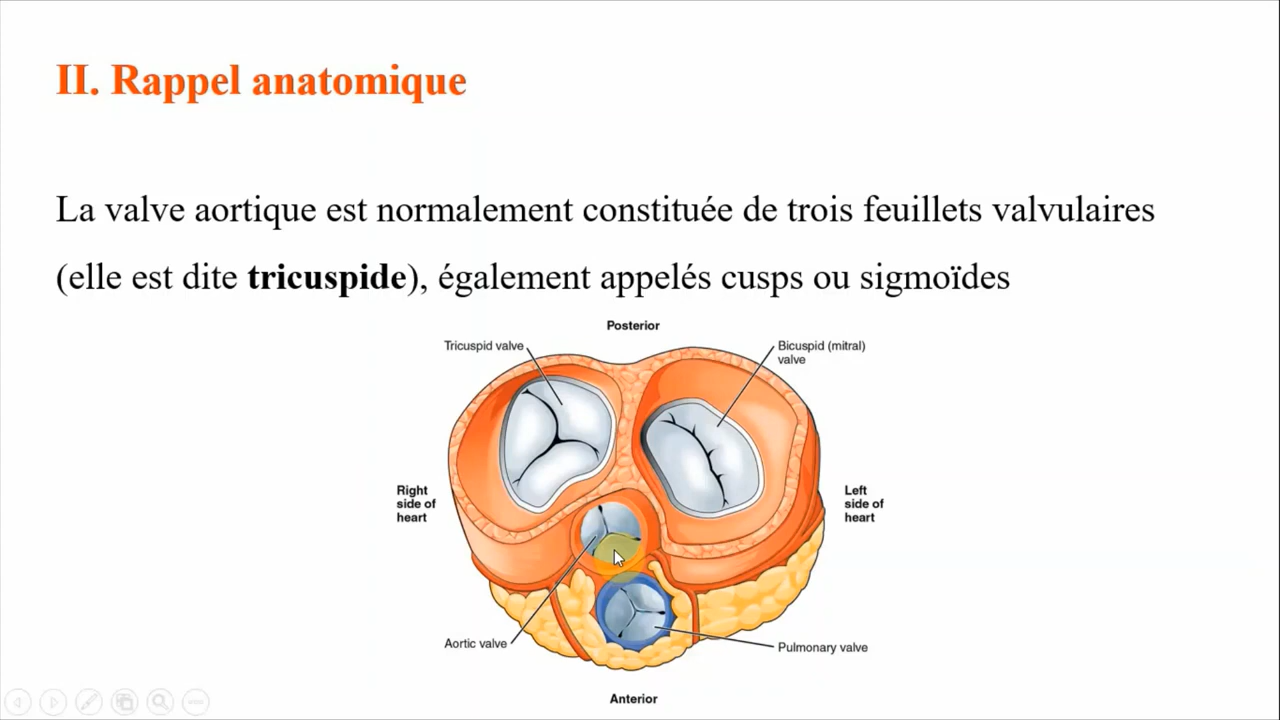 II. Rappel anatomique
La valve aortique est normalement constituée de trois feuillets valvulaires
(elle est dite tricuspide), également appelés cusps ou sigmoïdes
Posterior
Tricuspid valve
Bicuspid (mitral)
valve
Right
side of
heart
Left
side of
heart
Aortic valve
Pulmonary valve
Anterior